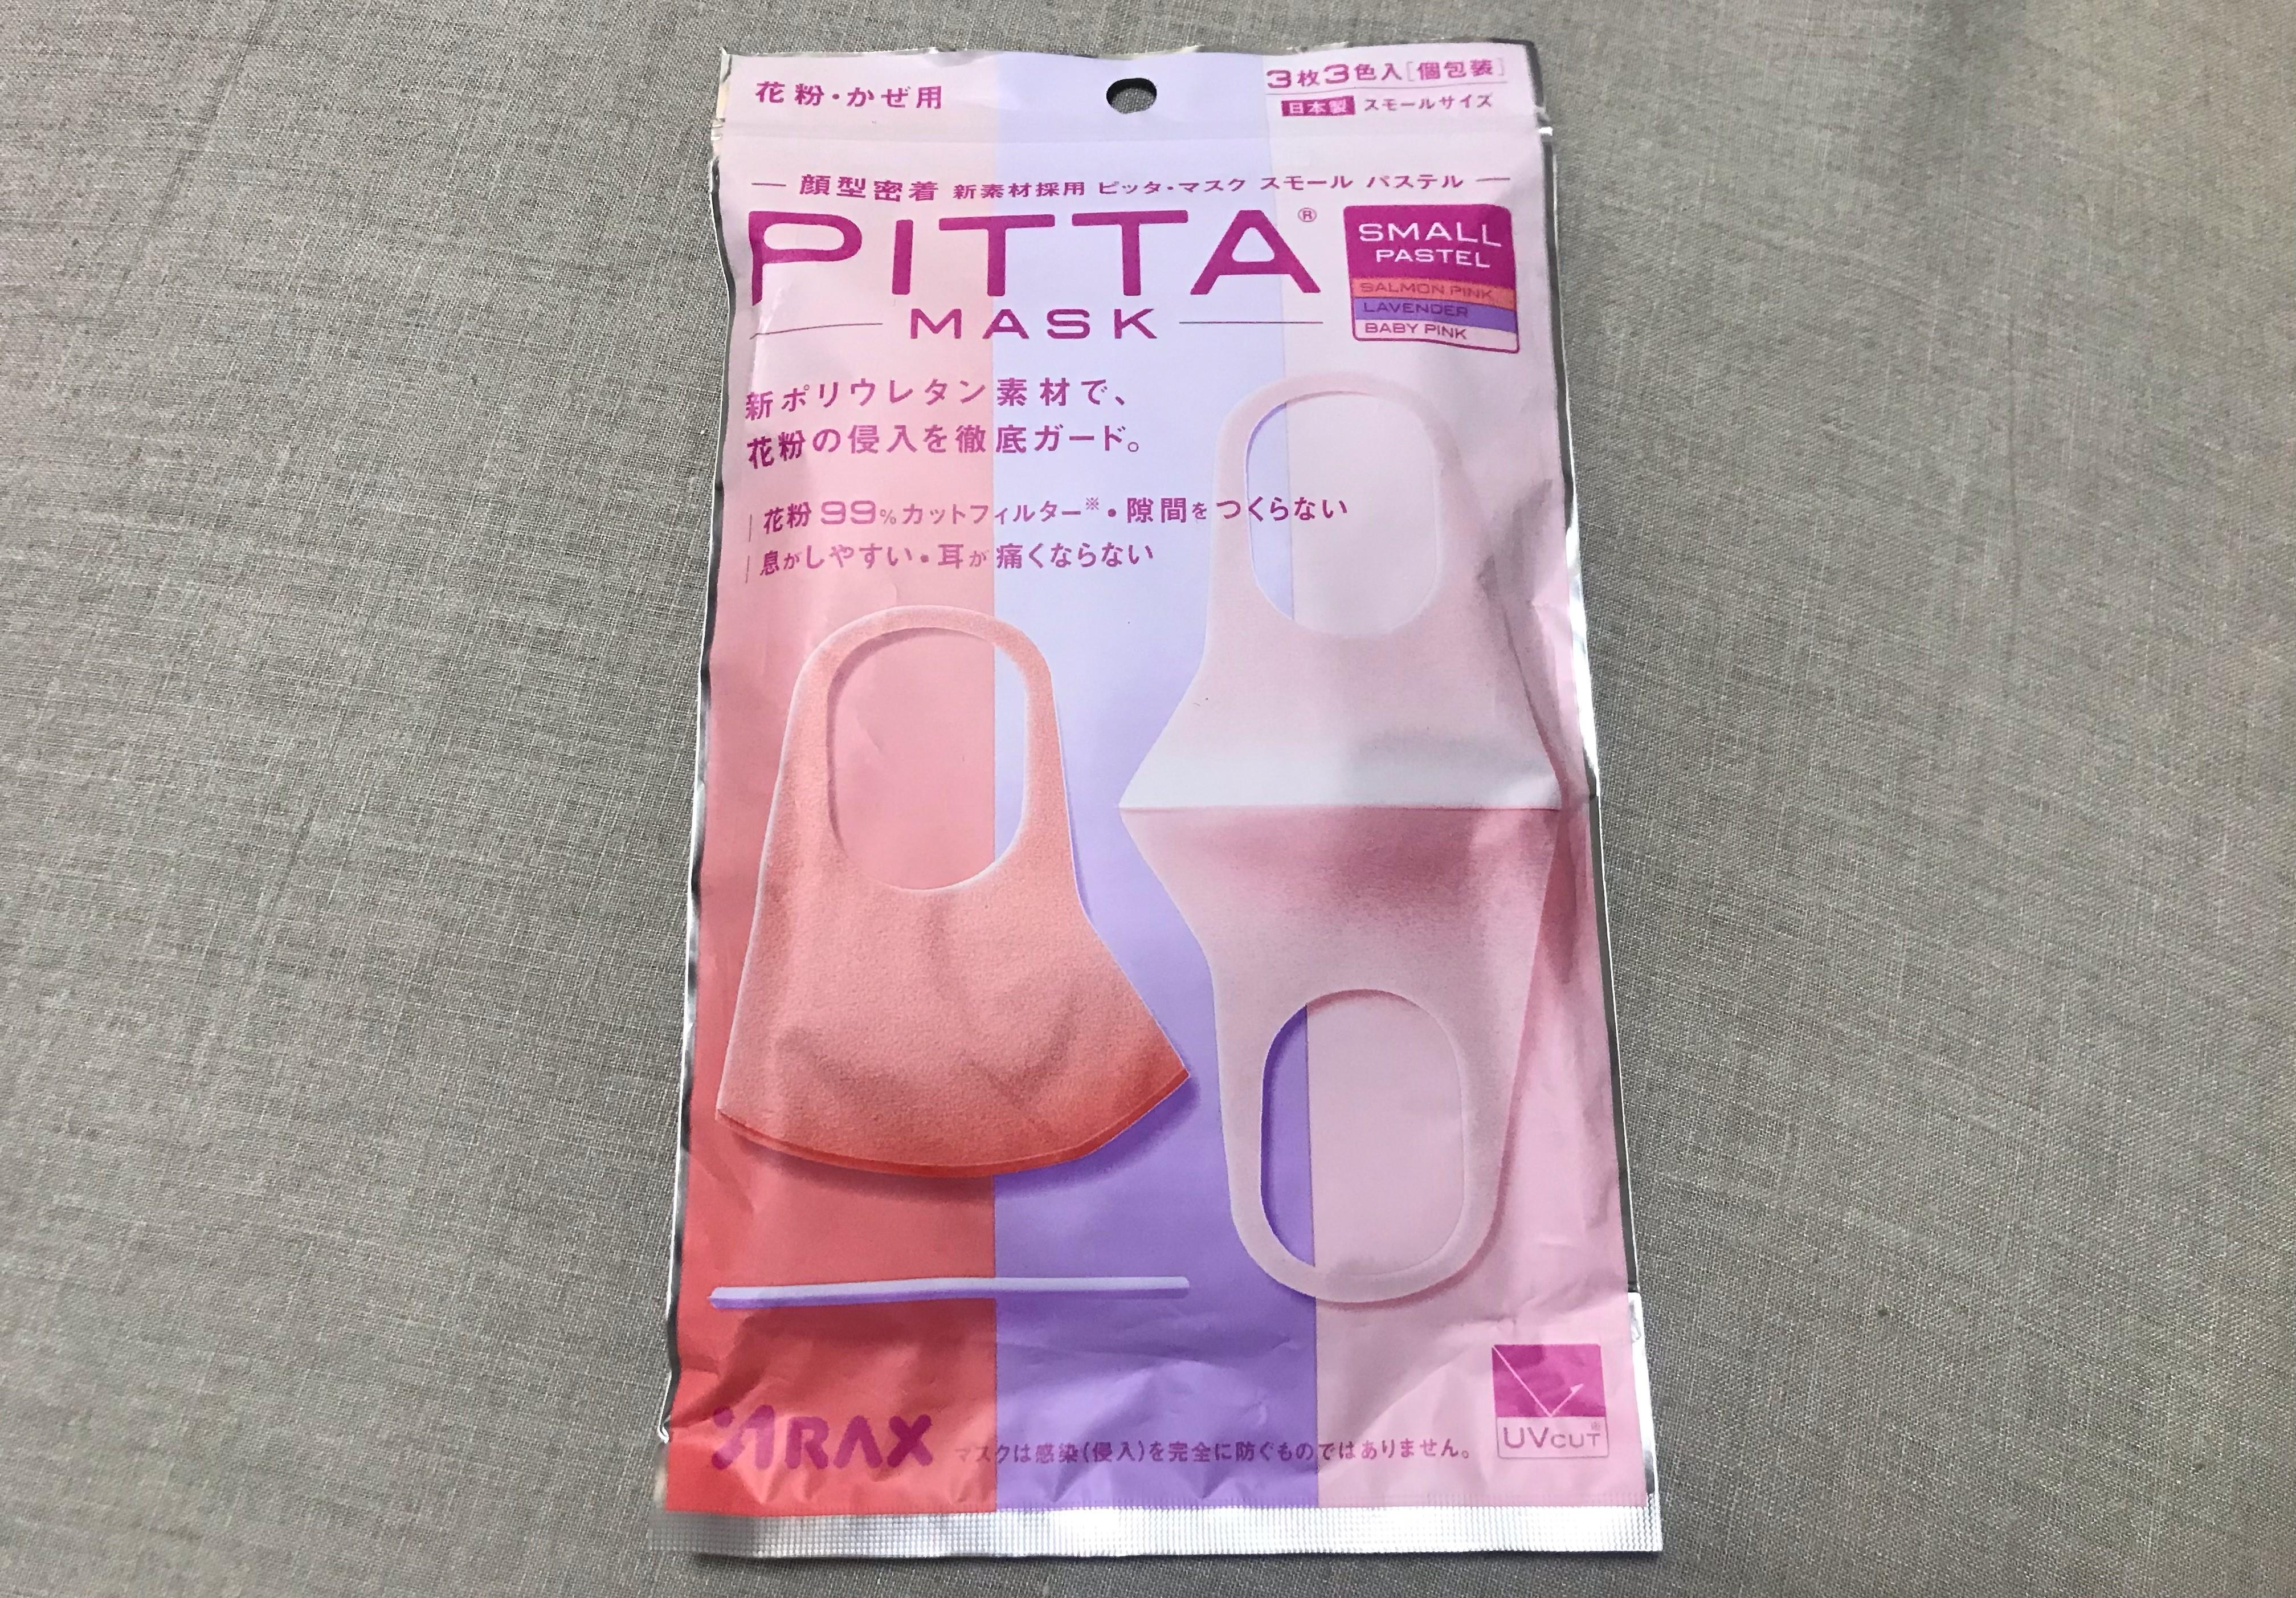 花粉・かぜ用
3枚3色入[個包装]
日本製 スモールサイズ
顔型密着 新素材採用 ピッタ・マスク スモール パステル
PITTA®
MASK
SMALL
PASTEL
SALMON PINK
LAVENDER
BABY PINK
新ポリウレタン素材で、
花粉の侵入を徹底ガード。
花粉99%カットフィルター※・隙間をつくらない
息がしやすい・耳が痛くならない
ARAX
マスクは感染(侵入)を完全に防ぐものではありません。
UVCUT®